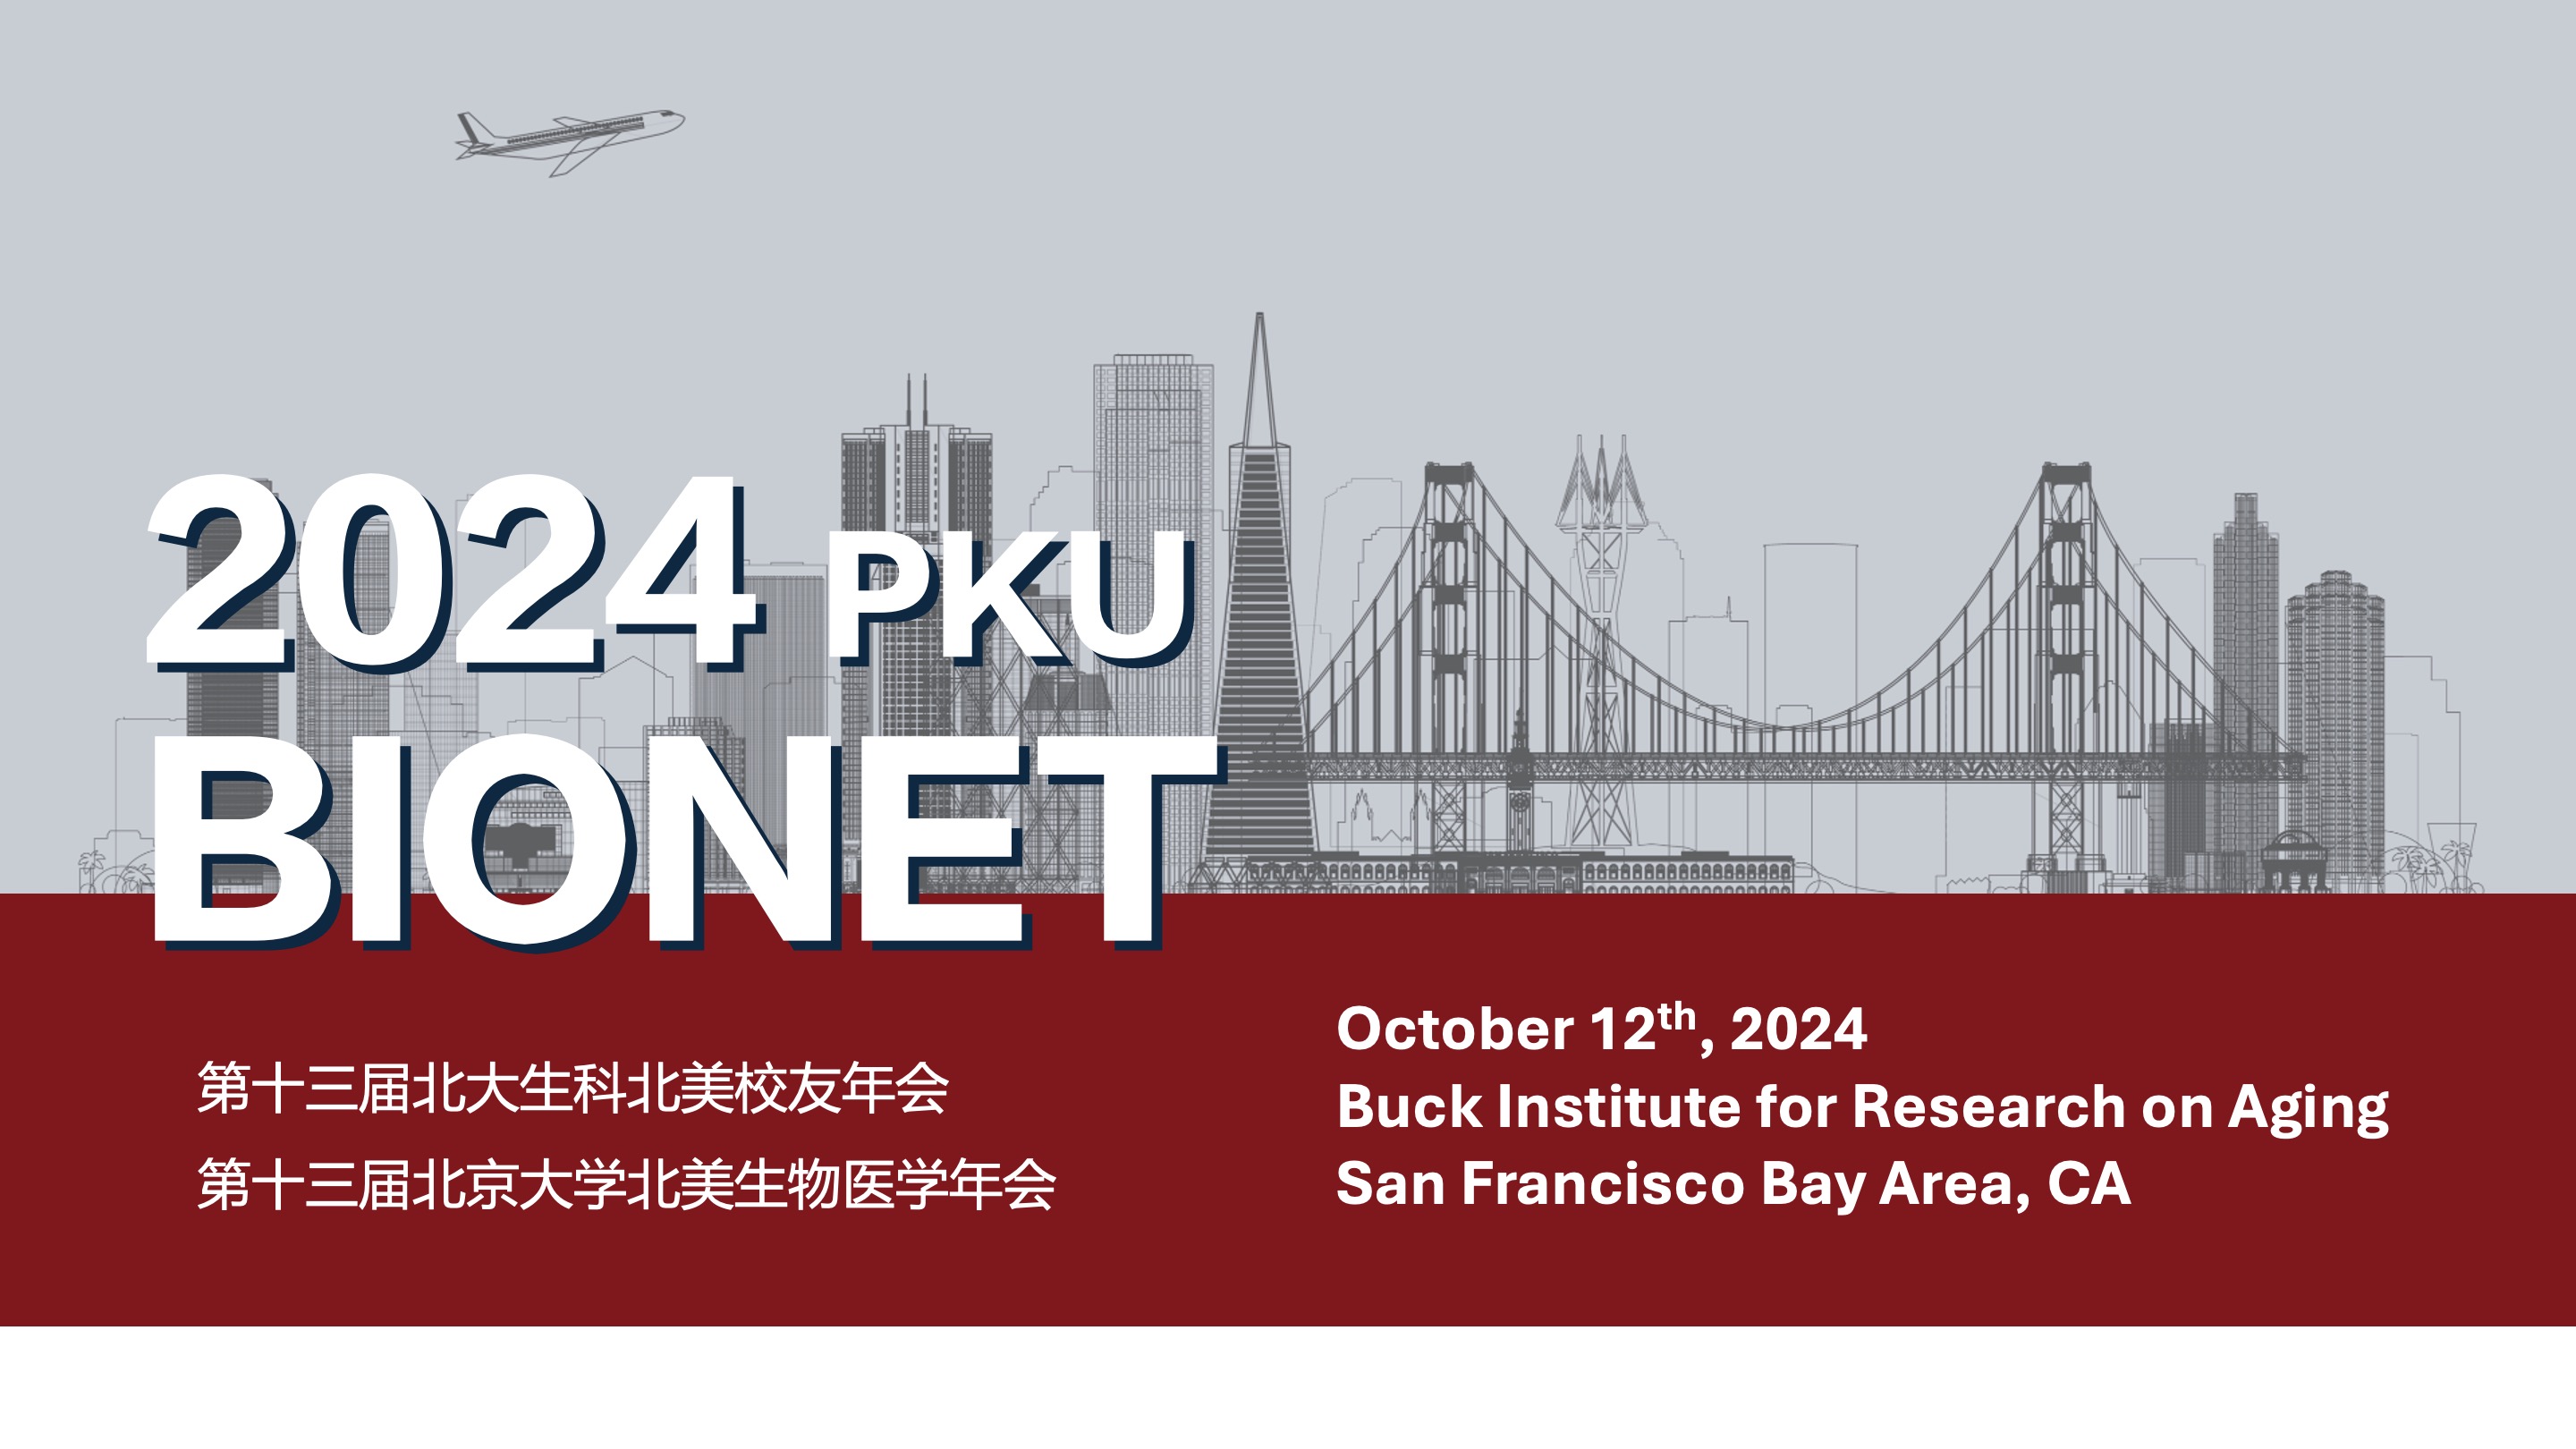 2024 PKU
BIONET
第十三届北大生科北美校友年会
第十三届北京大学北美生物医学年会
October 12th, 2024
Buck Institute for Research on Aging
San Francisco Bay Area, CA